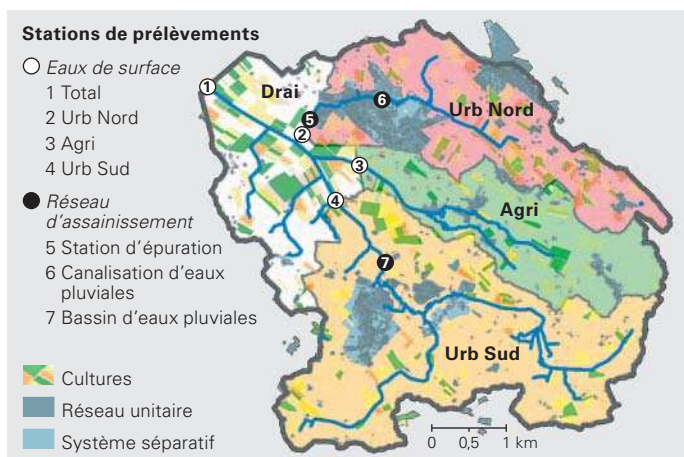 Stations de prélèvements
Eaux de surface
1 Total
2 Urb Nord
3 Agri
4 Urb Sud
Réseau
d'assainissement
5 Station d'épuration
6 Canalisation d'eaux
pluviales
7 Bassin d'eaux pluviales
Cultures
Réseau unitaire
Système séparatif
1
Drai
6
Urb Nord
5
2
3
4
Agri
7
Urb Sud
0 0,5 1 km